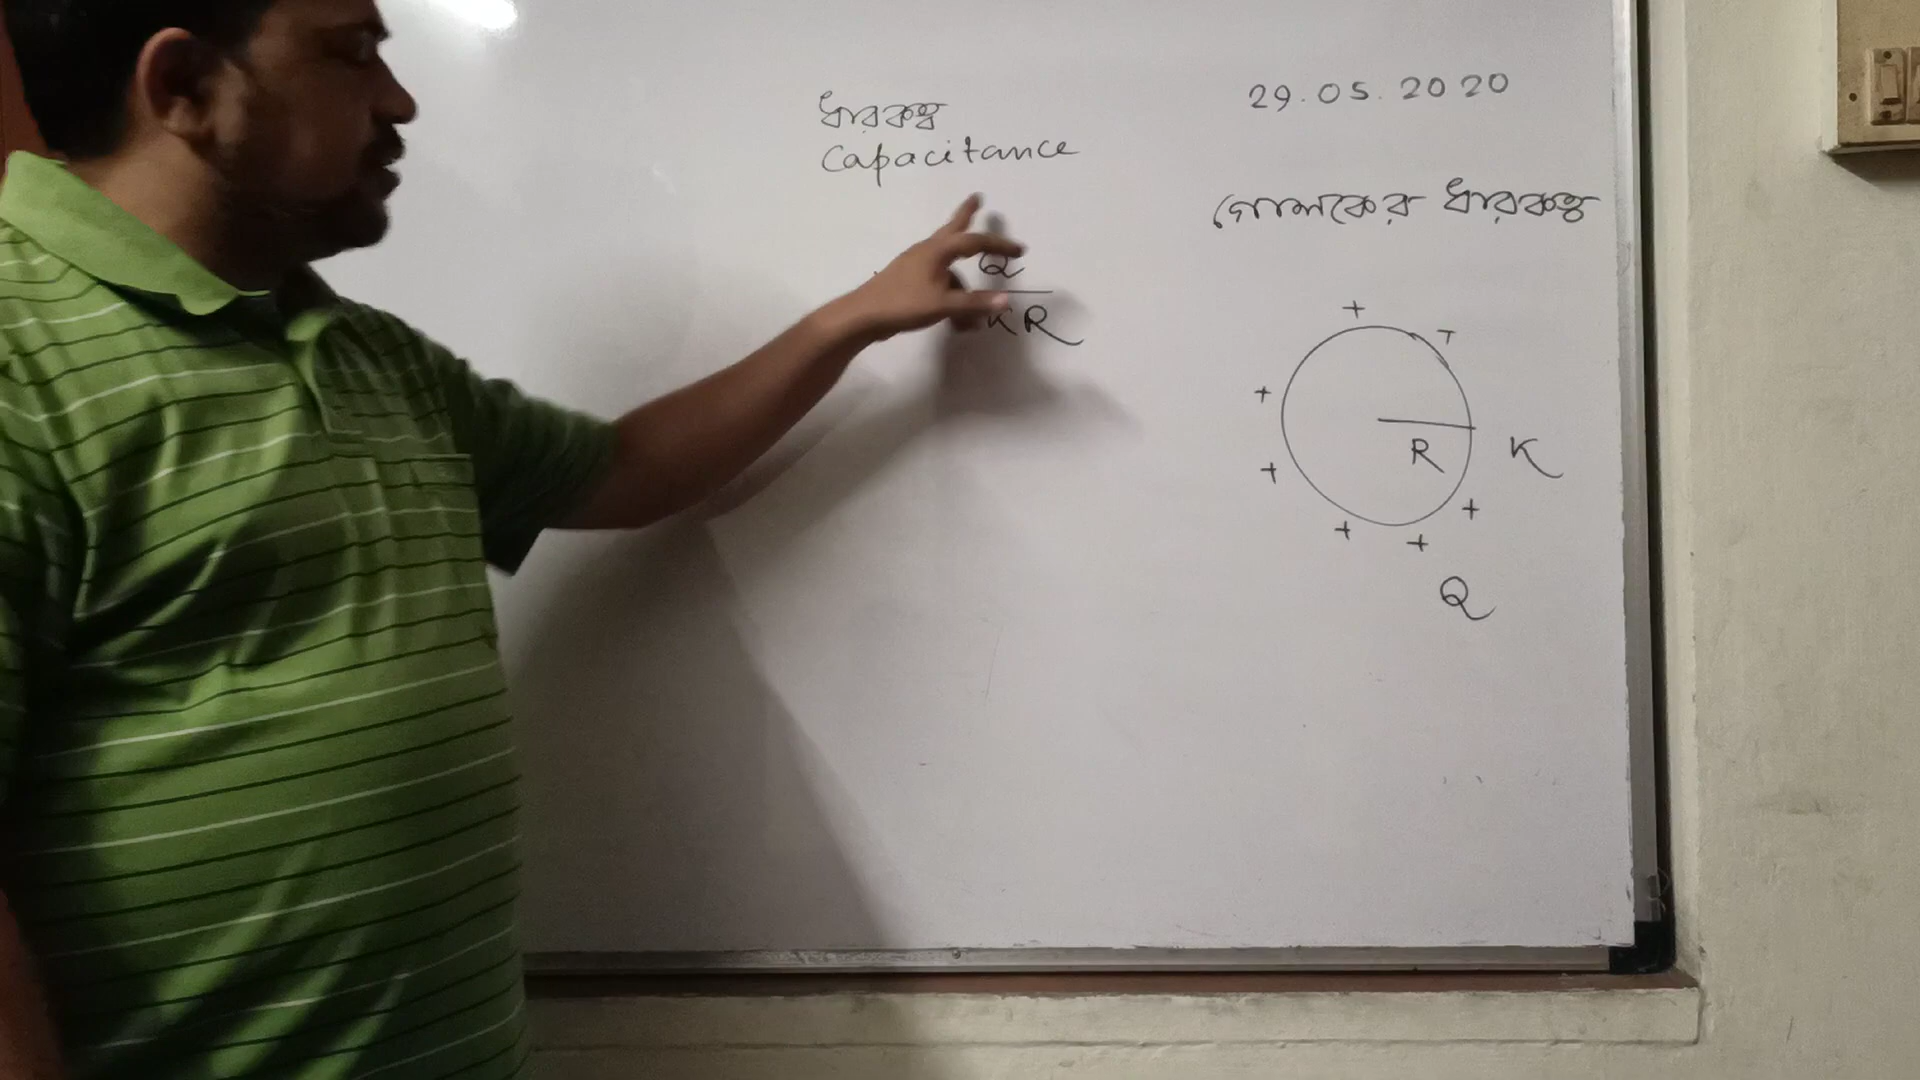 ধারকত্ব
Capacitance
29.05.2020
গোলকের ধারকত্ব
Q
KR
+ +
+
R K
+
+
+ +
Q